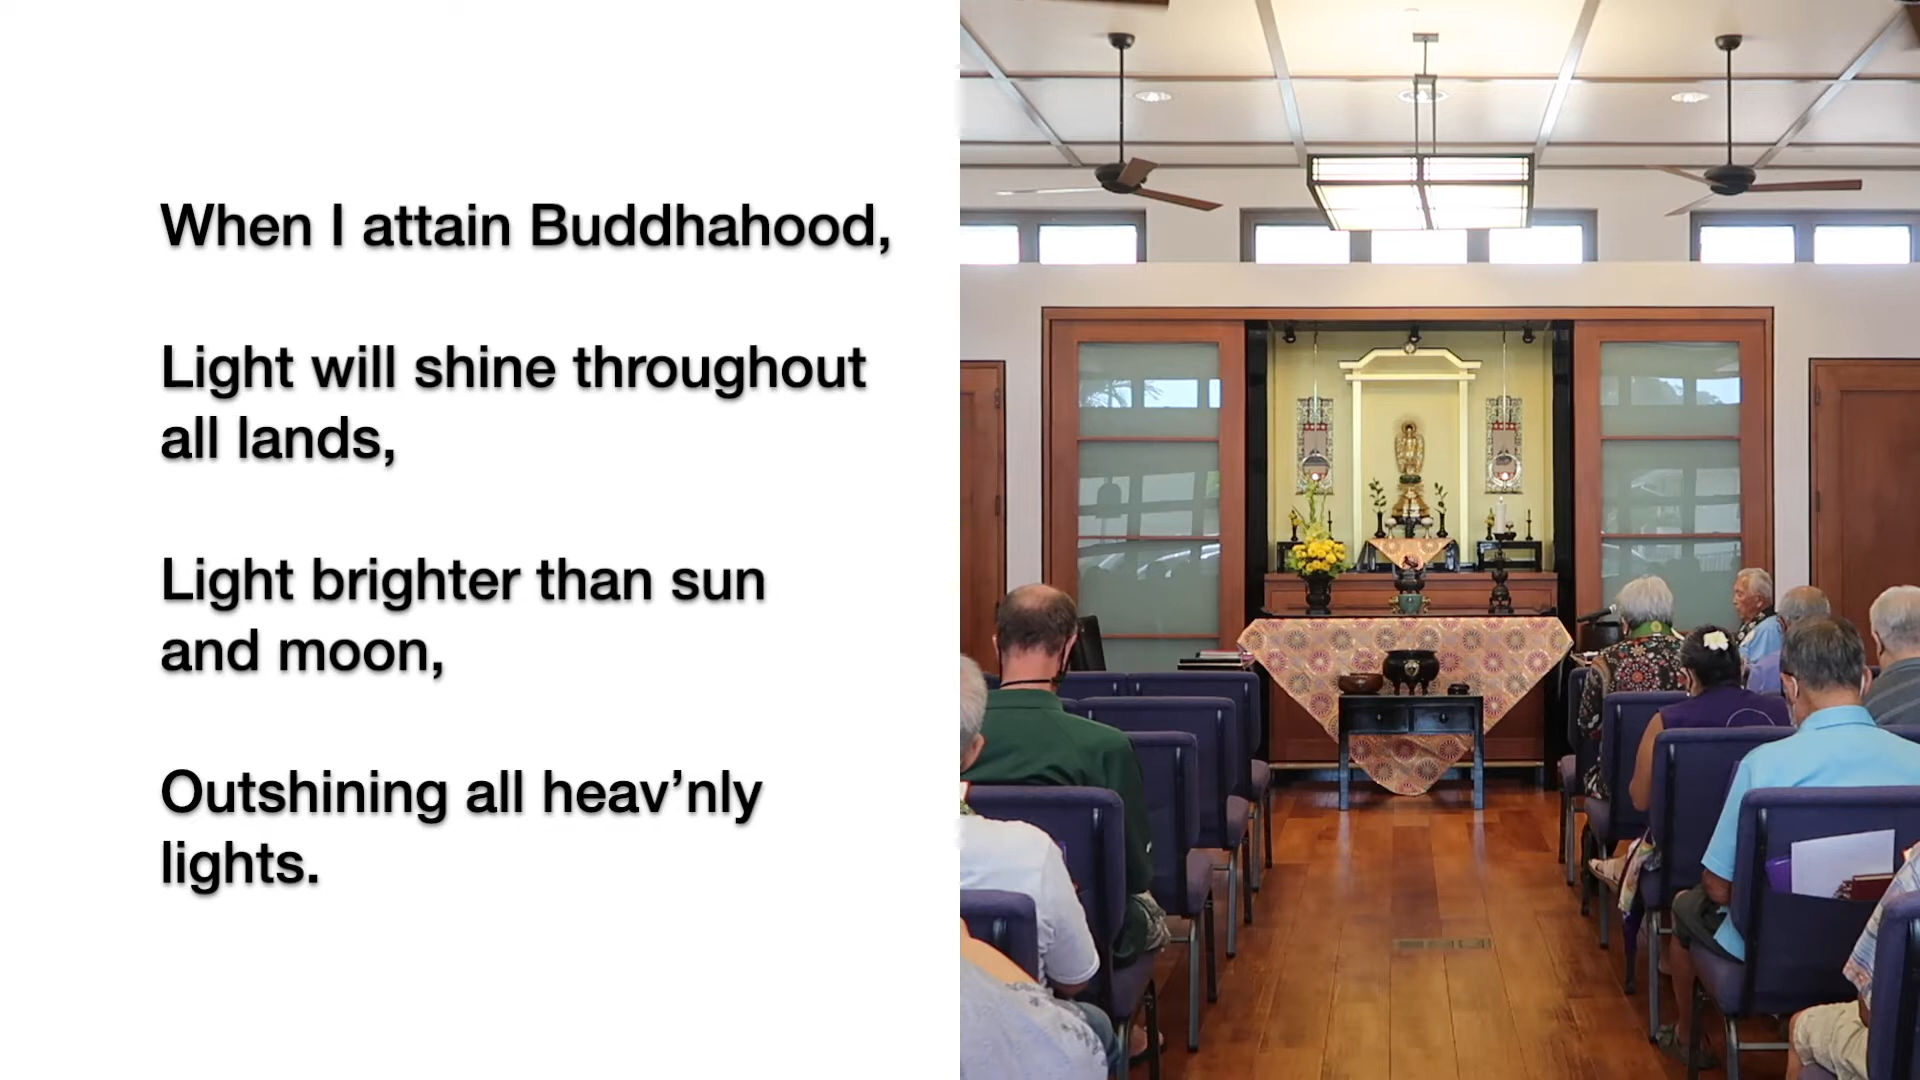 When I attain Buddhahood,
Light will shine throughout
all lands,
Light brighter than sun
and moon,
Outshining all heav’nly
lights.